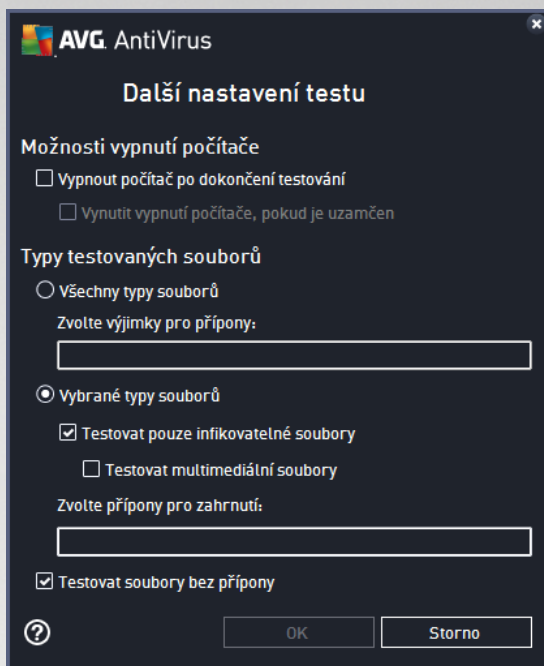 AVG. AntiVirus
Další nastavení testu
Možnosti vypnutí počítače
Vypnout počítač po dokončení testování
Vynutit vypnutí počítače, pokud je uzamčen
Typy testovaných souborů
Všechny typy souborů
Zvolte výjimky pro přípony:
Vybrané typy souborů
Testovat pouze infikovatelné soubory
Testovat multimediální soubory
Zvolte přípony pro zahrnutí:
Testovat soubory bez přípony
OK
Storno